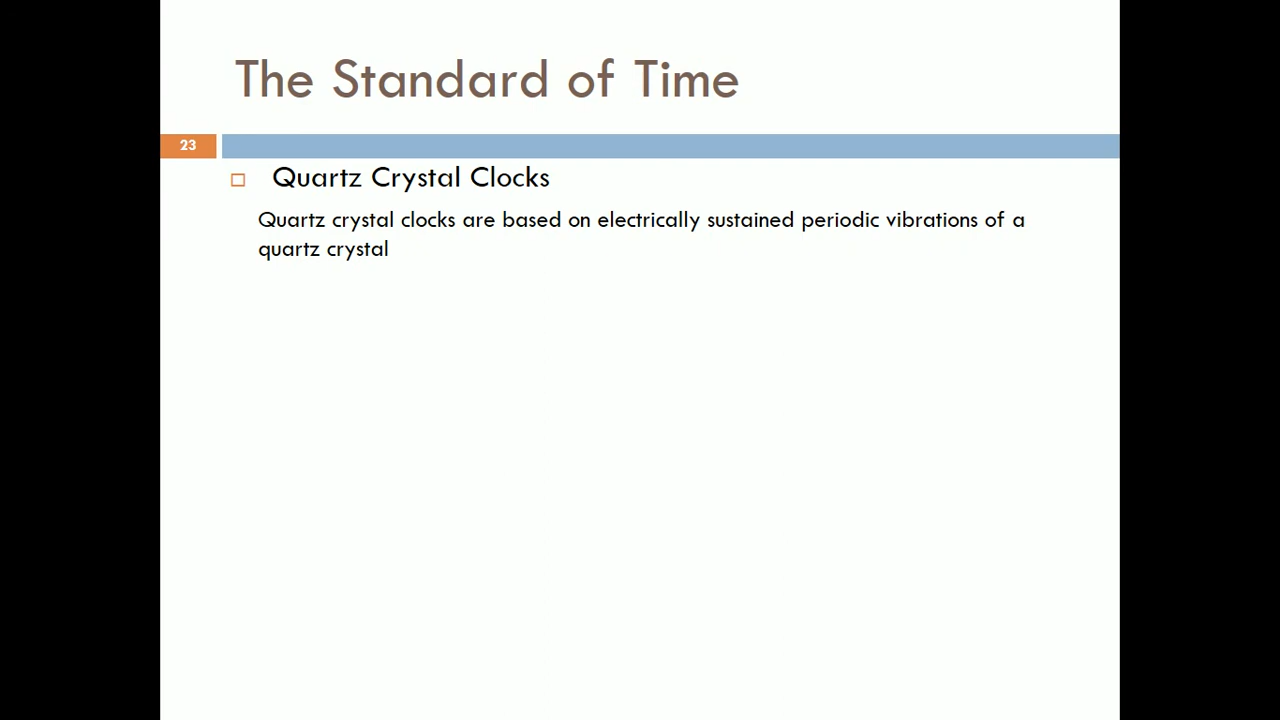 The Standard of Time
23
Quartz Crystal Clocks
Quartz crystal clocks are based on electrically sustained periodic vibrations of a
quartz crystal